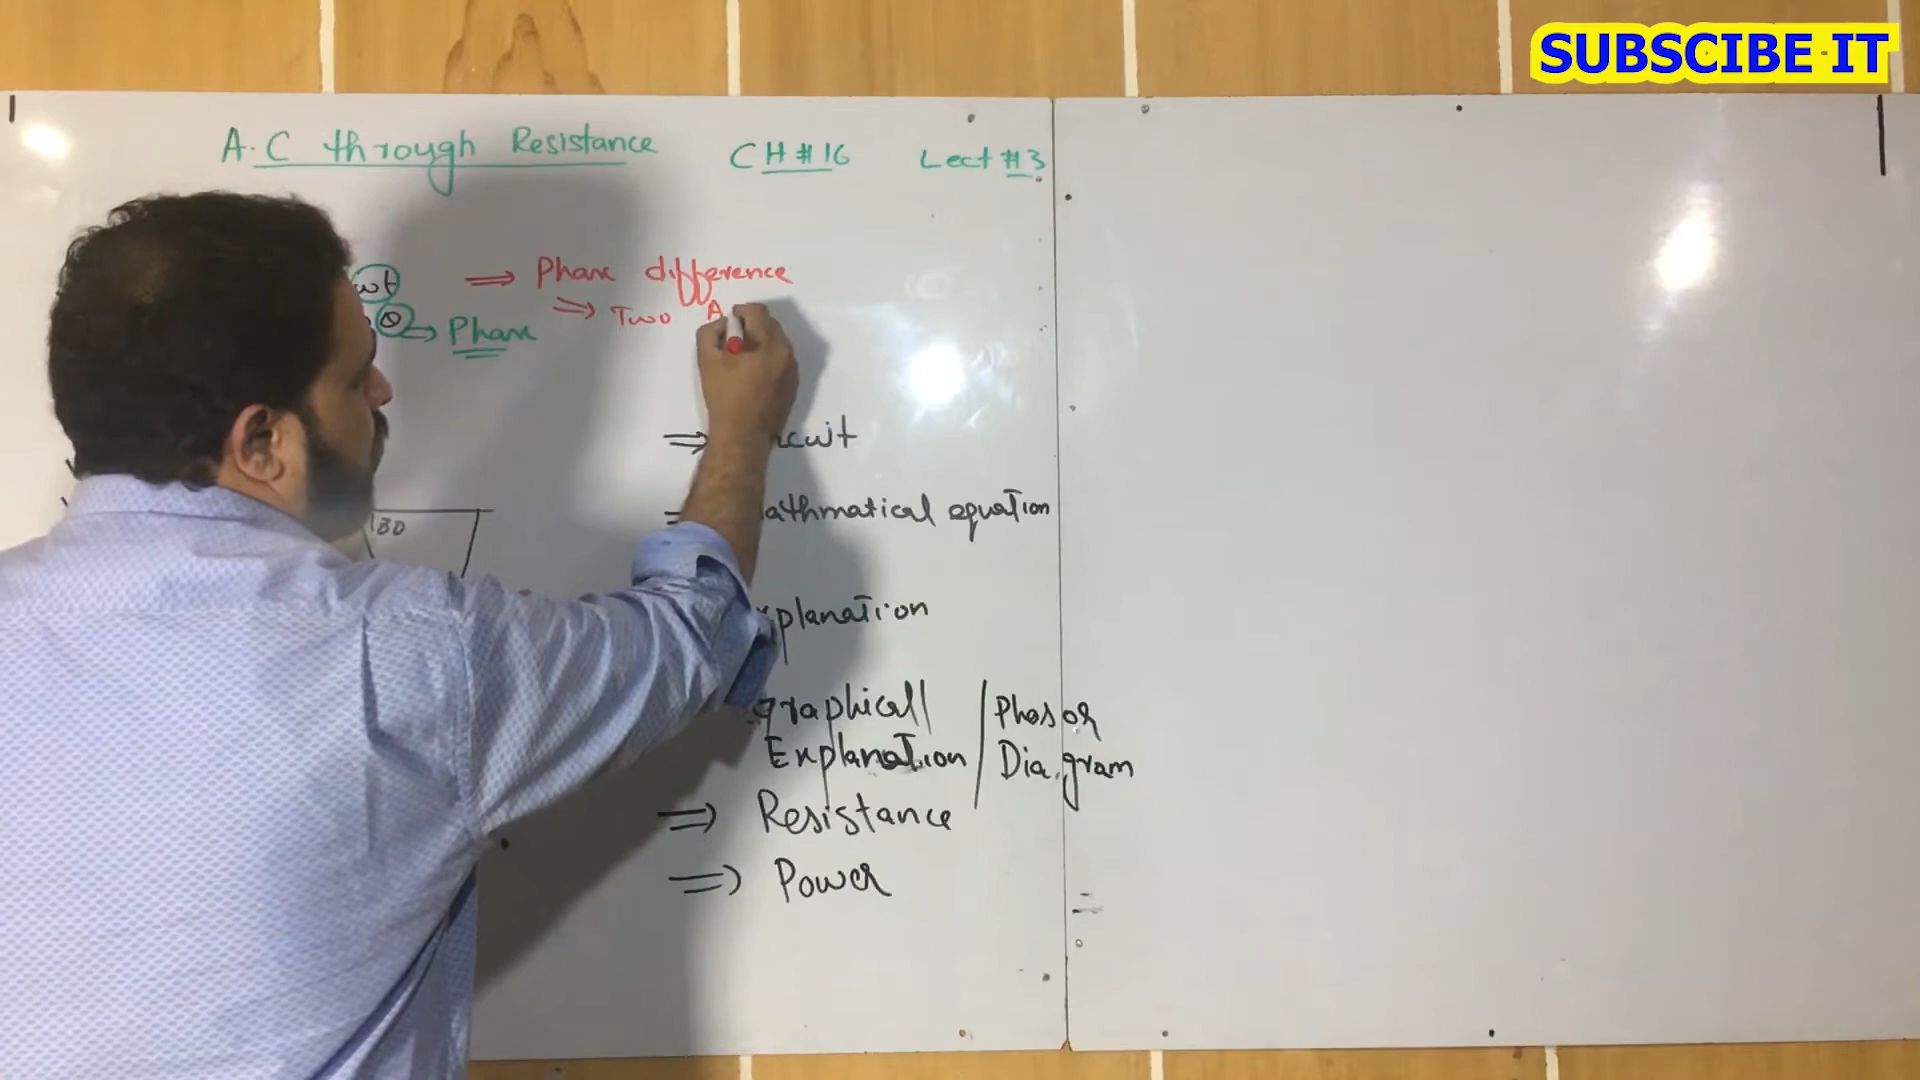 SUBSCIBE IT
A.C through Resistance CH #16 Lect #3
wt ⇒ Phase difference
θ → Phase ⇒ Two A
⇒ rcuit
athmatical equation
180
xplanation
graphicall / Phasor
Explanation / Diagram
⇒ Resistance
⇒ Power